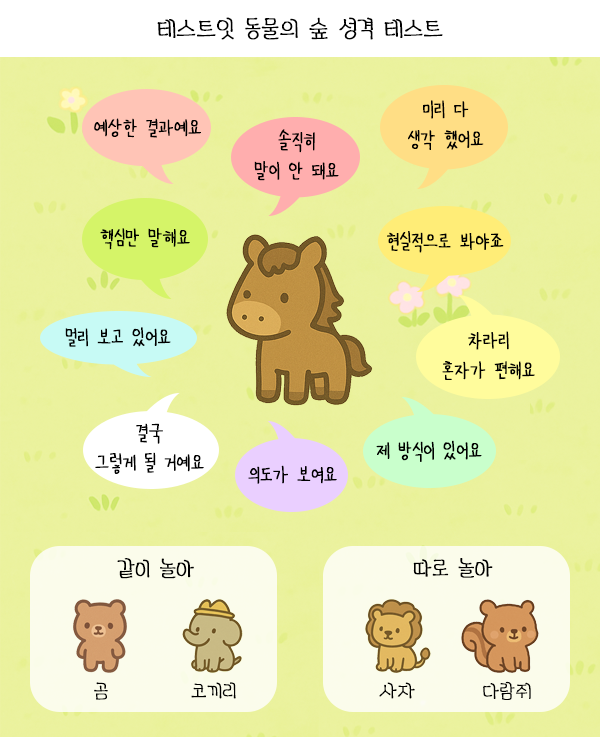 테스트잇 동물의 숲 성격 테스트
예상한 결과예요
솔직히
말이 안 돼요
미리 다
생각 했어요
핵심만 말해요
현실적으로 봐야죠
멀리 보고 있어요
차라리
혼자가 편해요
결국
그렇게 될 거예요
의도가 보여요
제 방식이 있어요
같이 놀아
곰
코끼리
따로 놀아
사자
다람쥐